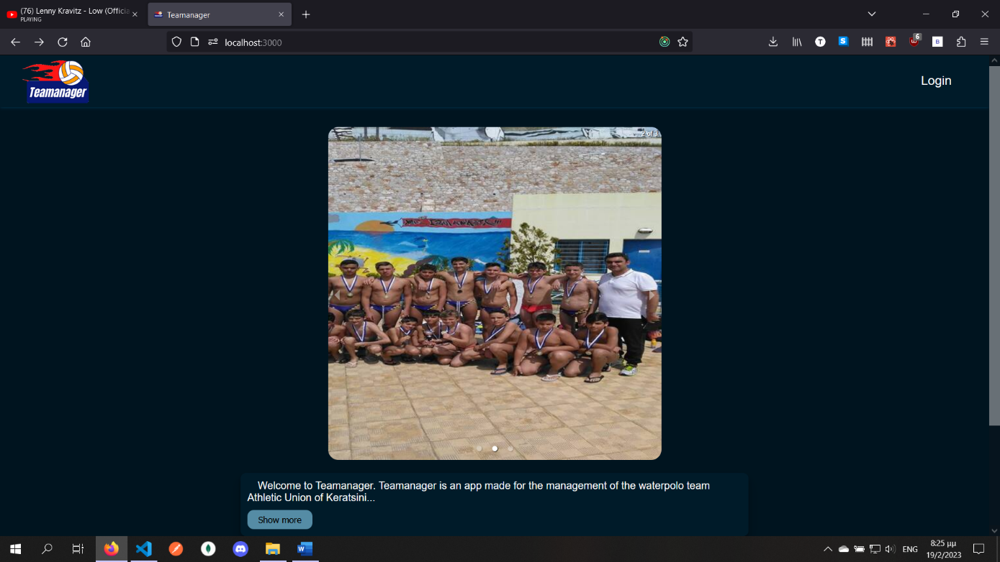 (76) Lenny Kravitz - Low (Officia
PLAYING
Teamanager
localhost:3000
T
S
6
B
Teamanager
Login
2 of 3
Welcome to Teamanager. Teamanager is an app made for the management of the waterpolo team
Athletic Union of Keratsini...
Show more
W
ENG
8:25 μμ
19/2/2023